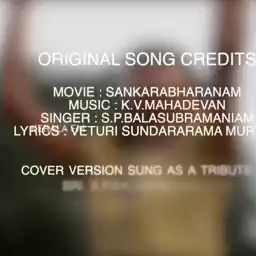 ORIGINAL SONG CREDITS
MOVIE : SANKARABHARANAM
MUSIC : K.V.MAHADEVAN
SINGER : S.P.BALASUBRAMANIAM
LYRICS : VETURI SUNDARARAMA MUR
COVER VERSION SUNG AS A TRIBUTE